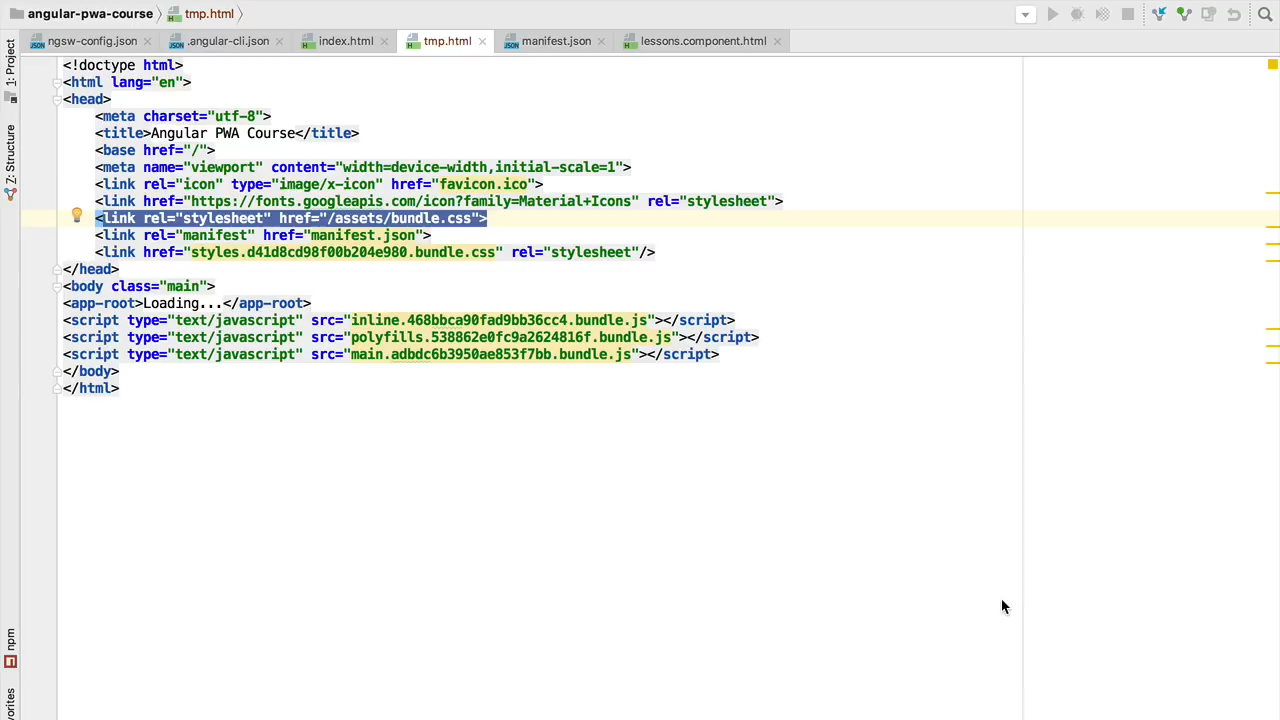 angular-pwa-course tmp.html
ngsw-config.json .angular-cli.json index.html tmp.html manifest.json lessons.component.html
1: Project
Z: Structure
npm
orites
<!doctype html>
<html lang="en">
<head>
    <meta charset="utf-8">
    <title>Angular PWA Course</title>
    <base href="/">
    <meta name="viewport" content="width=device-width,initial-scale=1">
    <link rel="icon" type="image/x-icon" href="favicon.ico">
    <link href="https://fonts.googleapis.com/icon?family=Material+Icons" rel="stylesheet">
    <link rel="stylesheet" href="/assets/bundle.css">
    <link rel="manifest" href="manifest.json">
    <link href="styles.d41d8cd98f00b204e980.bundle.css" rel="stylesheet"/>
</head>
<body class="main">
<app-root>Loading...</app-root>
<script type="text/javascript" src="inline.468bbca90fad9bb36cc4.bundle.js"></script>
<script type="text/javascript" src="polyfills.538862e0fc9a2624816f.bundle.js"></script>
<script type="text/javascript" src="main.adbdc6b3950ae853f7bb.bundle.js"></script>
</body>
</html>